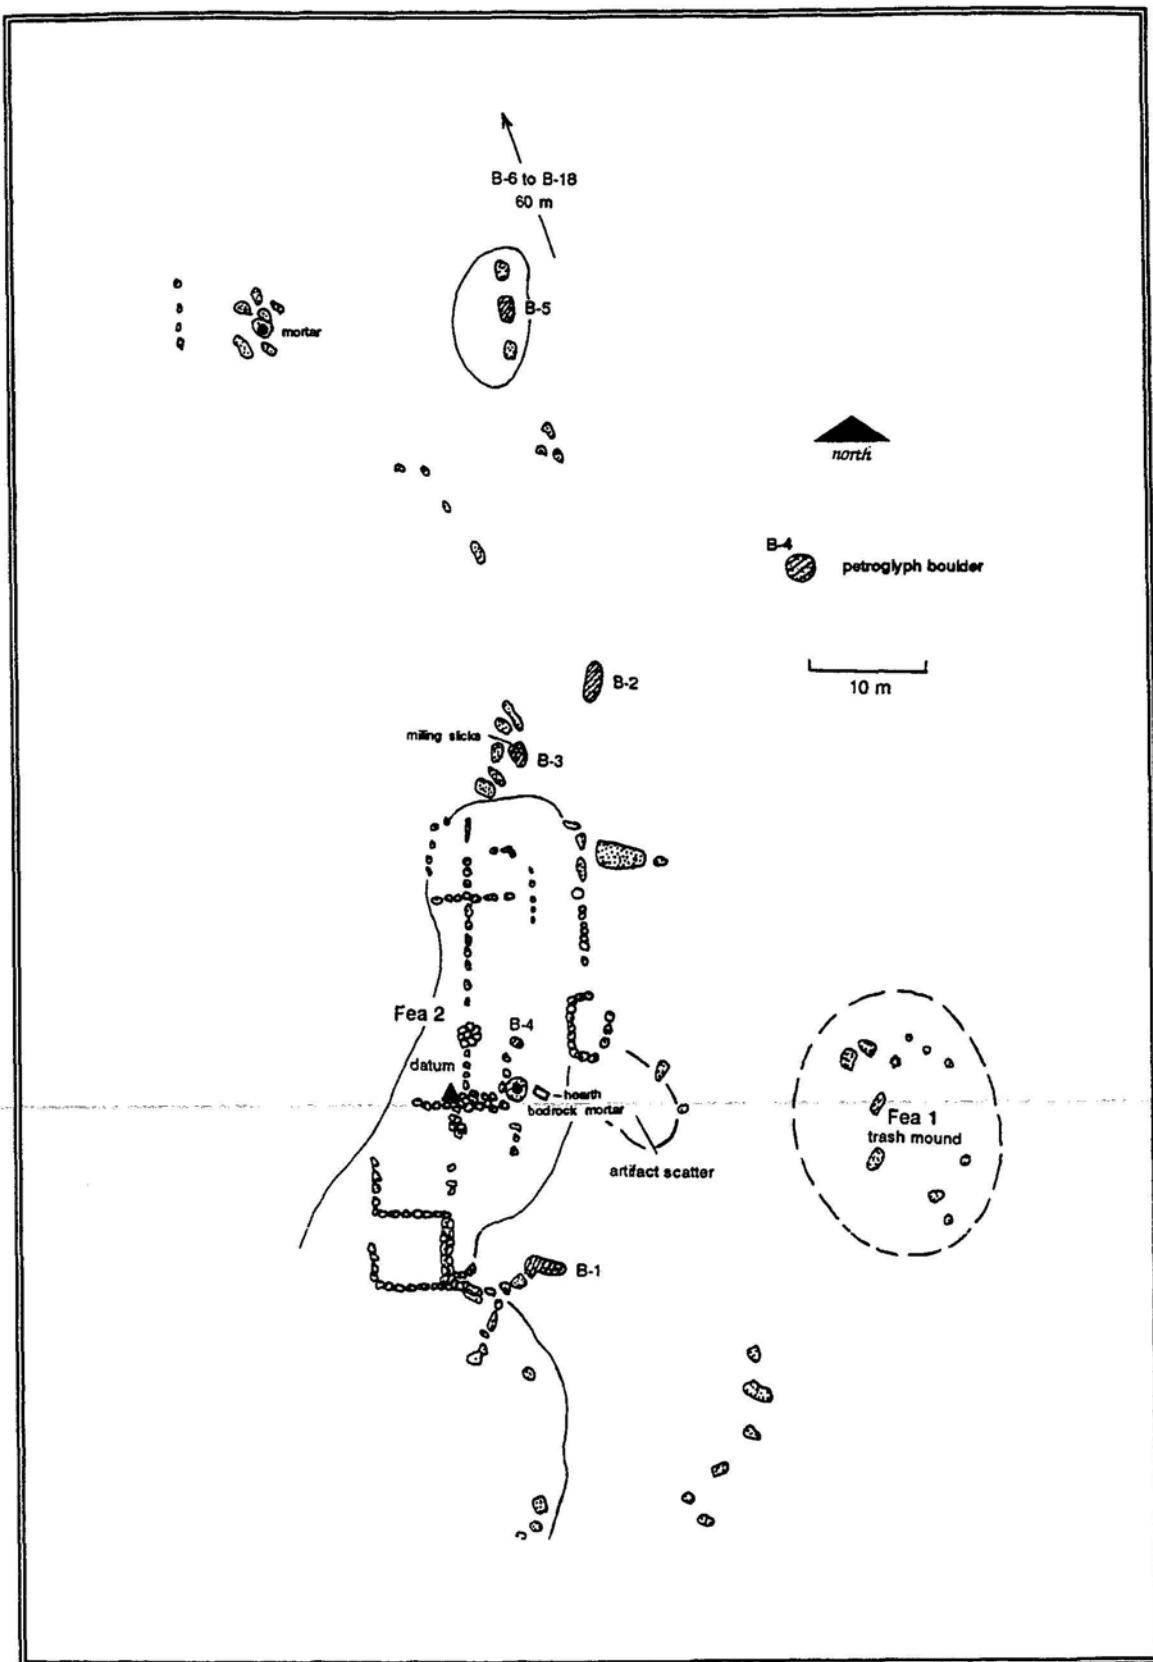 B-6 to B-18
60 m
B-5
mortar
north
B-4
petroglyph boulder
10 m
B-2
milling slicks
B-3
Fea 2
B-4
datum
hearth
bedrock mortar
artifact scatter
Fea 1
trash mound
B-1